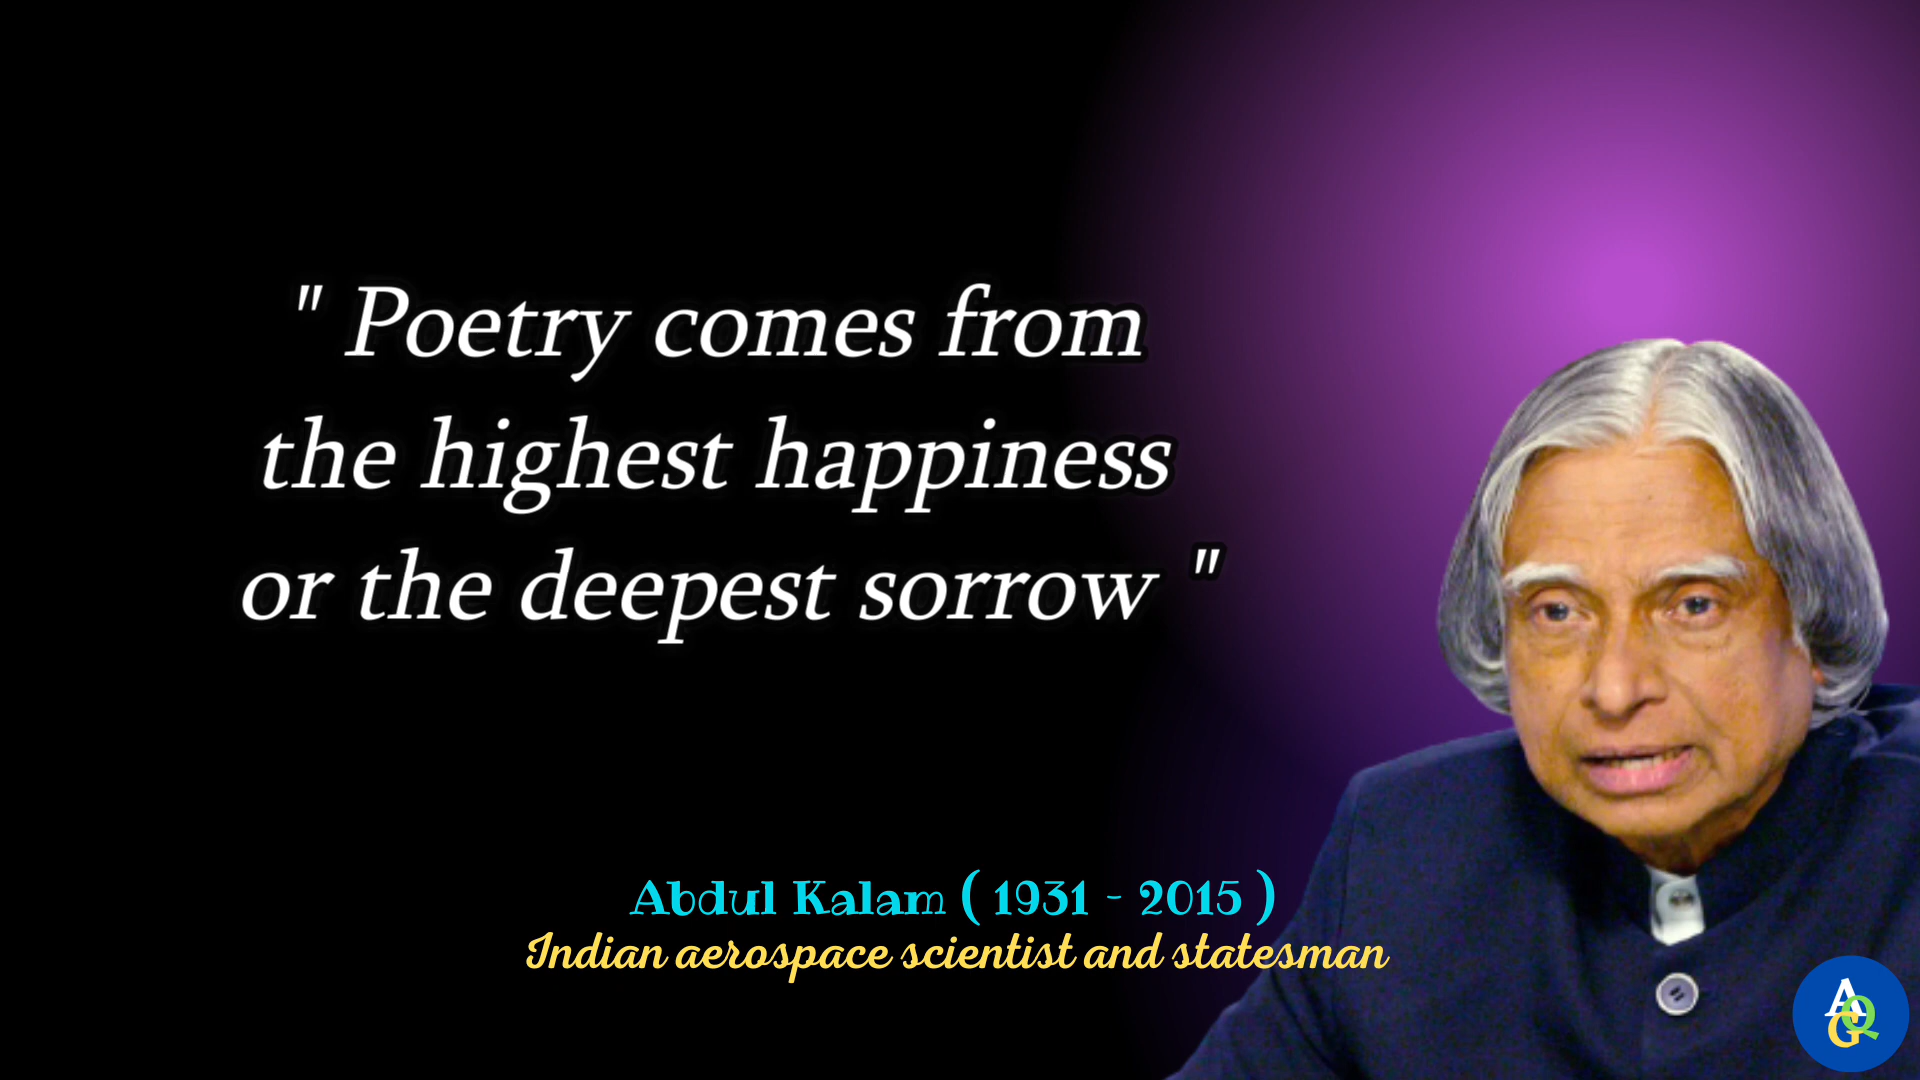 " Poetry comes from
the highest happiness
or the deepest sorrow "
Abdul Kalam ( 1931 - 2015 )
Indian aerospace scientist and statesman
AQG